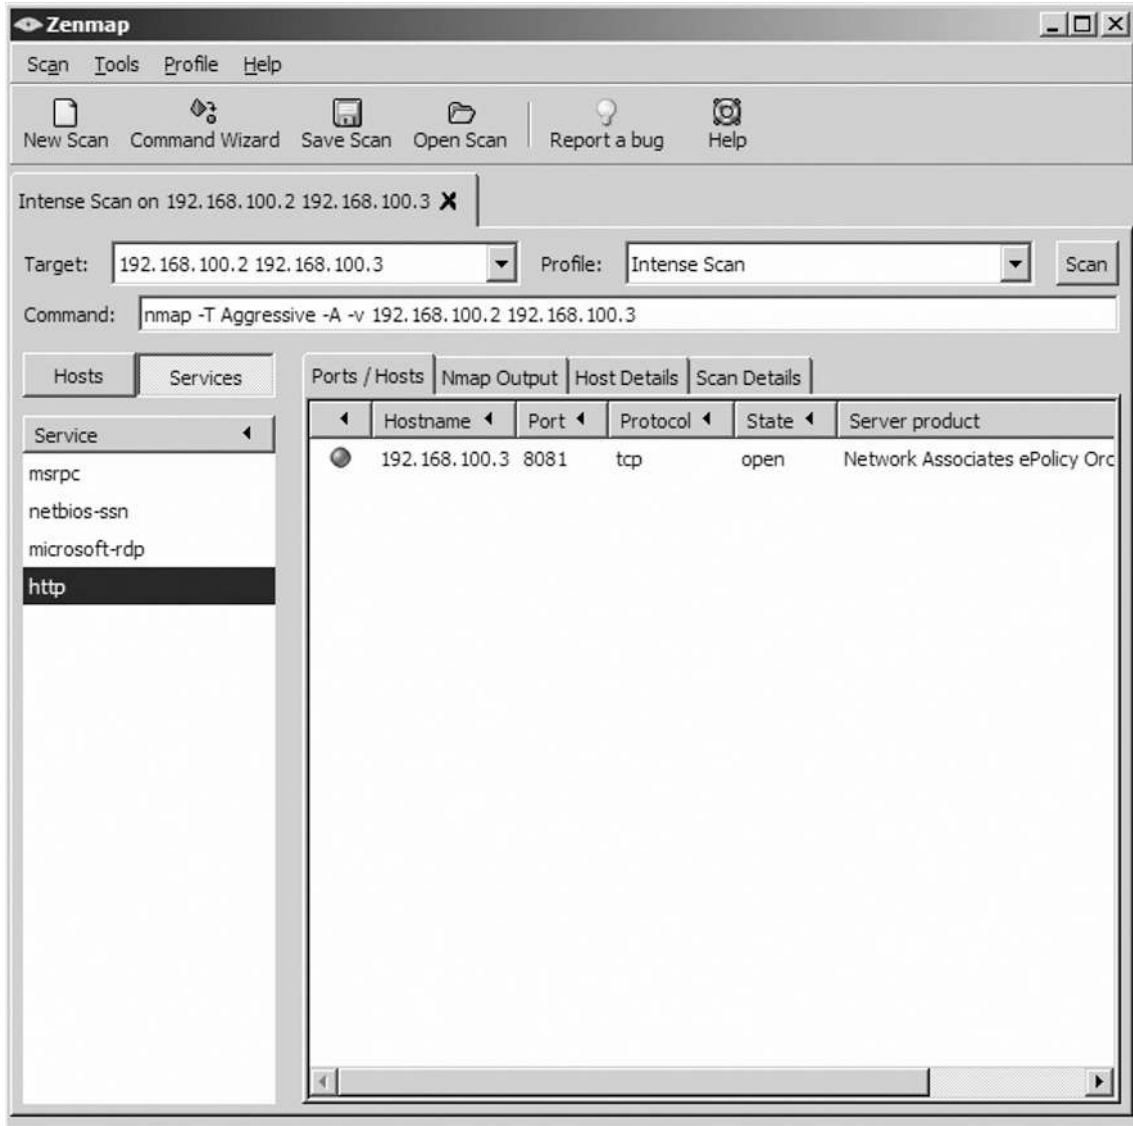 Zenmap
Scan Tools Profile Help
New Scan Command Wizard Save Scan Open Scan Report a bug Help
Intense Scan on 192.168.100.2 192.168.100.3
Target: 192.168.100.2 192.168.100.3 Profile: Intense Scan Scan
Command: nmap -T Aggressive -A -v 192.168.100.2 192.168.100.3
Hosts Services Ports / Hosts Nmap Output Host Details Scan Details
Service Hostname Port Protocol State Server product
192.168.100.3 8081 tcp open Network Associates ePolicy Orc
msrpc
netbios-ssn
microsoft-rdp
http